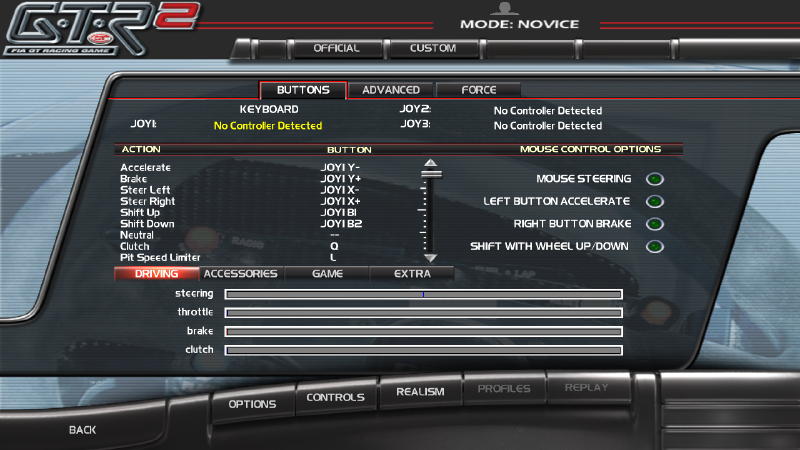 GTR2
FIA GT RACING GAME
MODE: NOVICE
OFFICIAL CUSTOM
BUTTONS ADVANCED FORCE
KEYBOARD JOY2: No Controller Detected
JOY1: No Controller Detected JOY3: No Controller Detected
ACTION BUTTON MOUSE CONTROL OPTIONS
Accelerate JOY1 Y-
Brake JOY1 Y+ MOUSE STEERING
Steer Left JOY1 X-
Steer Right JOY1 X+ LEFT BUTTON ACCELERATE
Shift Up JOY1 B1
Shift Down JOY1 B2 RIGHT BUTTON BRAKE
Neutral --
Clutch Q SHIFT WITH WHEEL UP/DOWN
Pit Speed Limiter L
RADIO
LAP
DRIVING ACCESSORIES GAME EXTRA
steering
throttle
brake
clutch
BACK OPTIONS CONTROLS REALISM PROFILES REPLAY